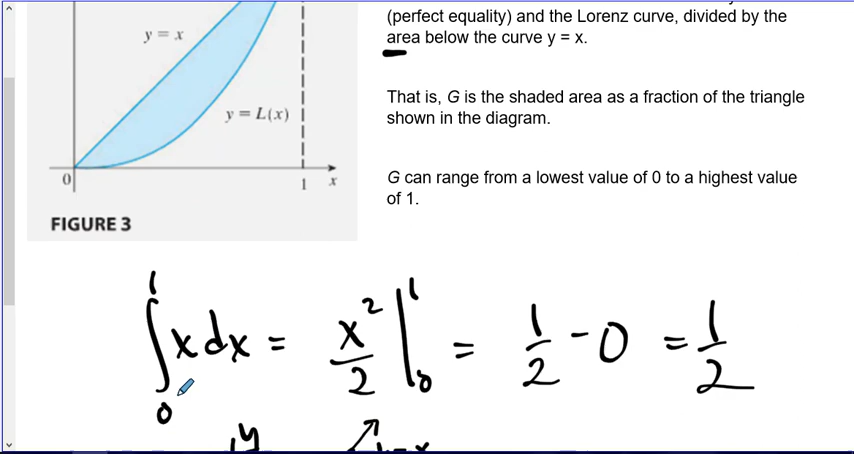 (perfect equality) and the Lorenz curve, divided by the
area below the curve y = x.
y = x
That is, G is the shaded area as a fraction of the triangle
shown in the diagram.
y = L(x)
G can range from a lowest value of 0 to a highest value
of 1.
0 1 x
FIGURE 3
∫₀¹ x dx = x²/2 |₀¹ = 1/2 - 0 = 1/2
y